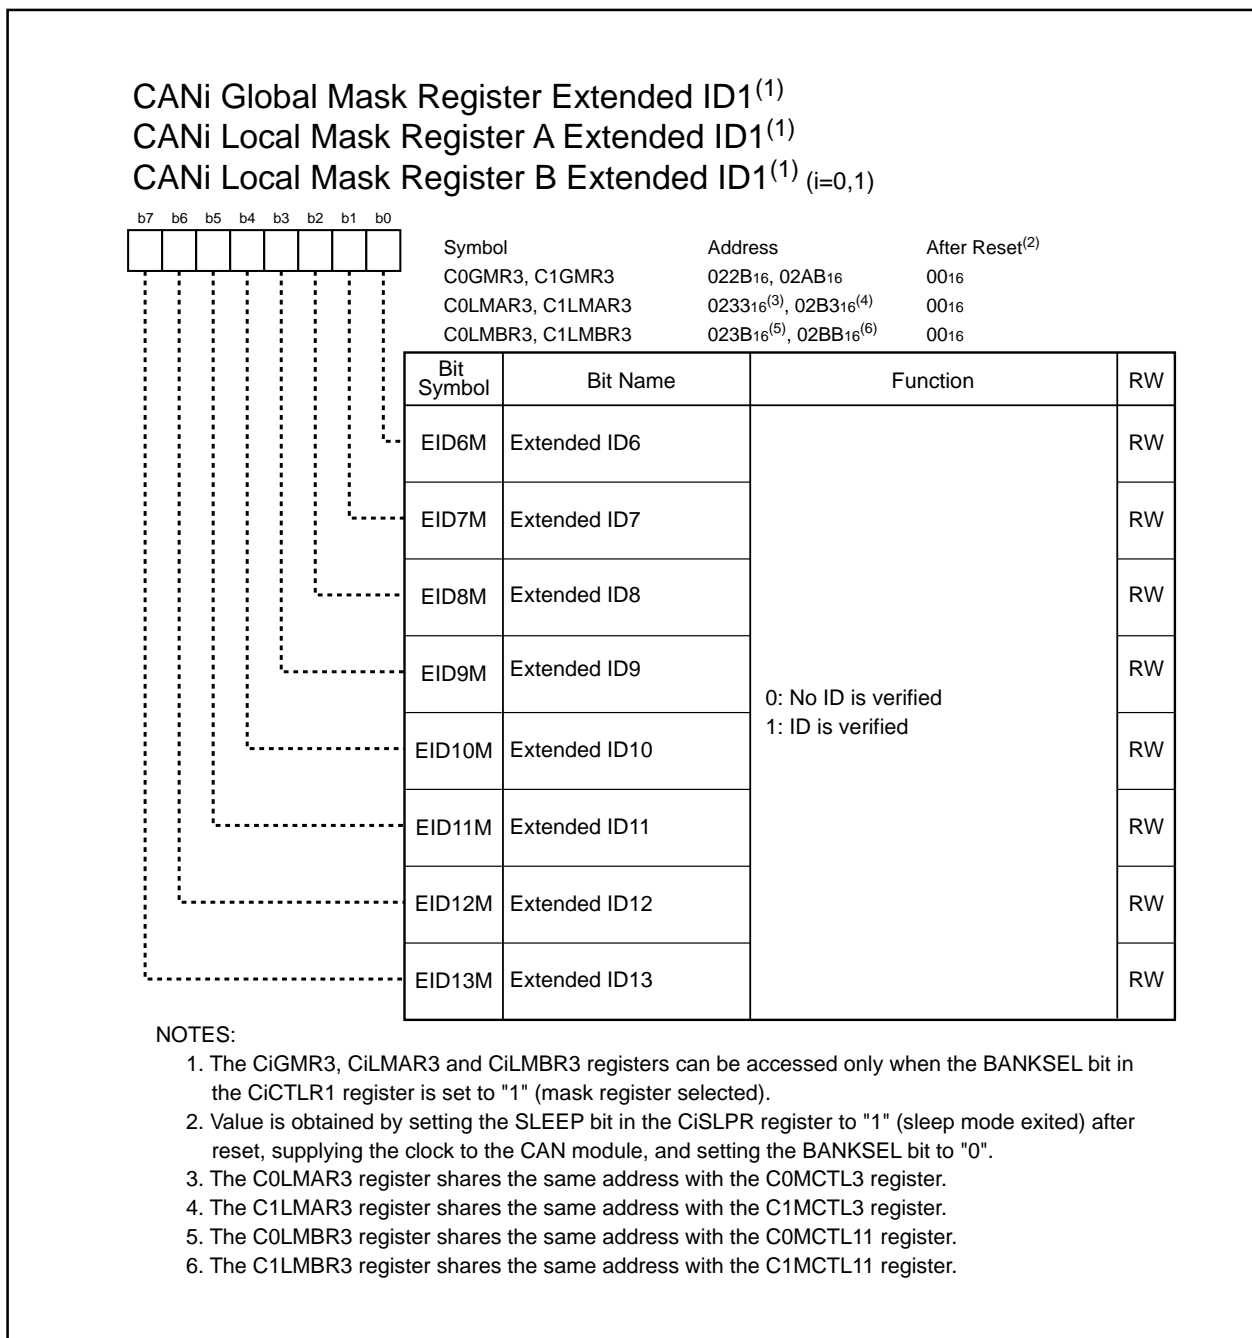 CANi Global Mask Register Extended ID1(1)
CANi Local Mask Register A Extended ID1(1)
CANi Local Mask Register B Extended ID1(1) (i=0,1)
b7 b6 b5 b4 b3 b2 b1 b0
Symbol Address After Reset(2)
C0GMR3, C1GMR3 022B16, 02AB16 0016
C0LMAR3, C1LMAR3 023316(3), 02B316(4) 0016
C0LMBR3, C1LMBR3 023B16(5), 02BB16(6) 0016
Bit Symbol Bit Name Function RW
EID6M Extended ID6 RW
EID7M Extended ID7 RW
EID8M Extended ID8 RW
EID9M Extended ID9 RW
0: No ID is verified
1: ID is verified
EID10M Extended ID10 RW
EID11M Extended ID11 RW
EID12M Extended ID12 RW
EID13M Extended ID13 RW
NOTES:
1. The CiGMR3, CiLMAR3 and CiLMBR3 registers can be accessed only when the BANKSEL bit in
the CiCTLR1 register is set to "1" (mask register selected).
2. Value is obtained by setting the SLEEP bit in the CiSLPR register to "1" (sleep mode exited) after
reset, supplying the clock to the CAN module, and setting the BANKSEL bit to "0".
3. The C0LMAR3 register shares the same address with the C0MCTL3 register.
4. The C1LMAR3 register shares the same address with the C1MCTL3 register.
5. The C0LMBR3 register shares the same address with the C0MCTL11 register.
6. The C1LMBR3 register shares the same address with the C1MCTL11 register.